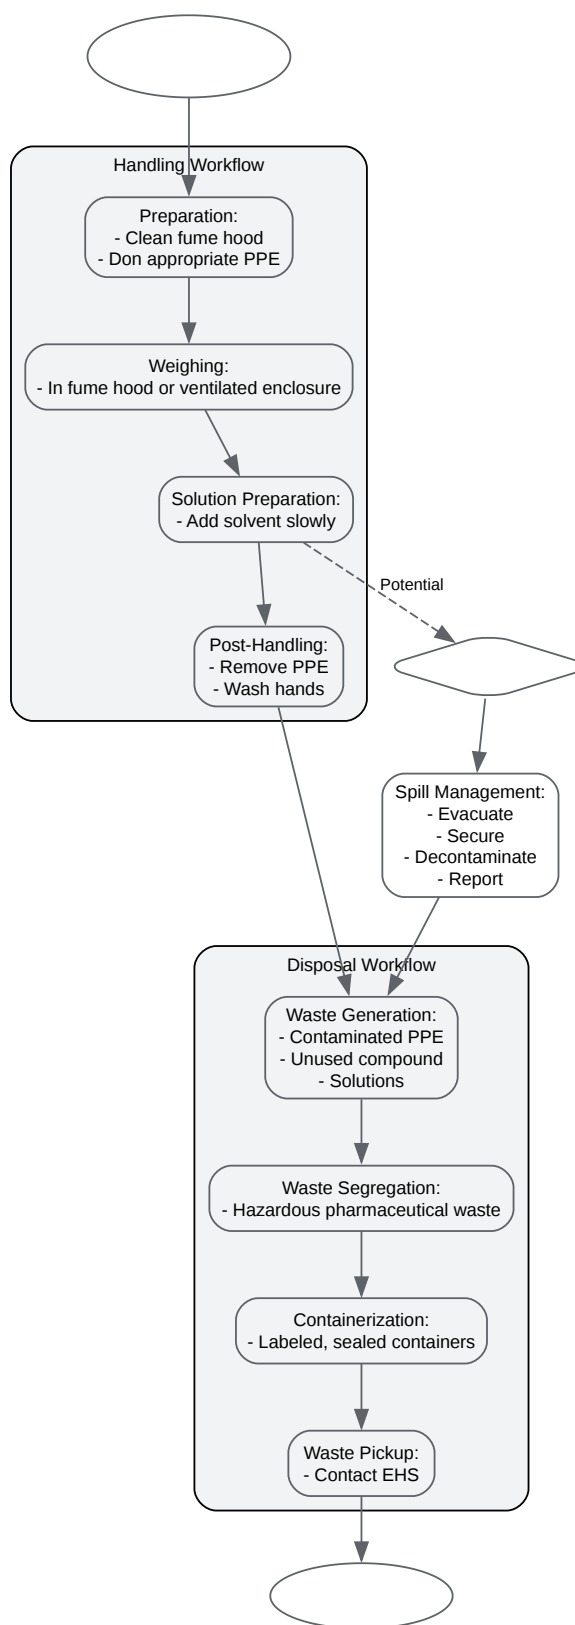 Handling Workflow
Preparation:
- Clean fume hood
- Don appropriate PPE
Weighing:
- In fume hood or ventilated enclosure
Solution Preparation:
- Add solvent slowly
Potential
Post-Handling:
- Remove PPE
- Wash hands
Spill Management:
- Evacuate
- Secure
- Decontaminate
- Report
Disposal Workflow
Waste Generation:
- Contaminated PPE
- Unused compound
- Solutions
Waste Segregation:
- Hazardous pharmaceutical waste
Containerization:
- Labeled, sealed containers
Waste Pickup:
- Contact EHS